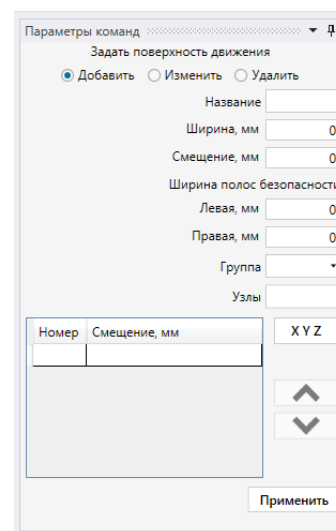 Параметры команд
Задать поверхность движения
Добавить Изменить Удалить
Название
Ширина, мм 0
Смещение, мм 0
Ширина полос безопасности
Левая, мм 0
Правая, мм 0
Группа
Узлы
Номер Смещение, мм X Y Z
Применить